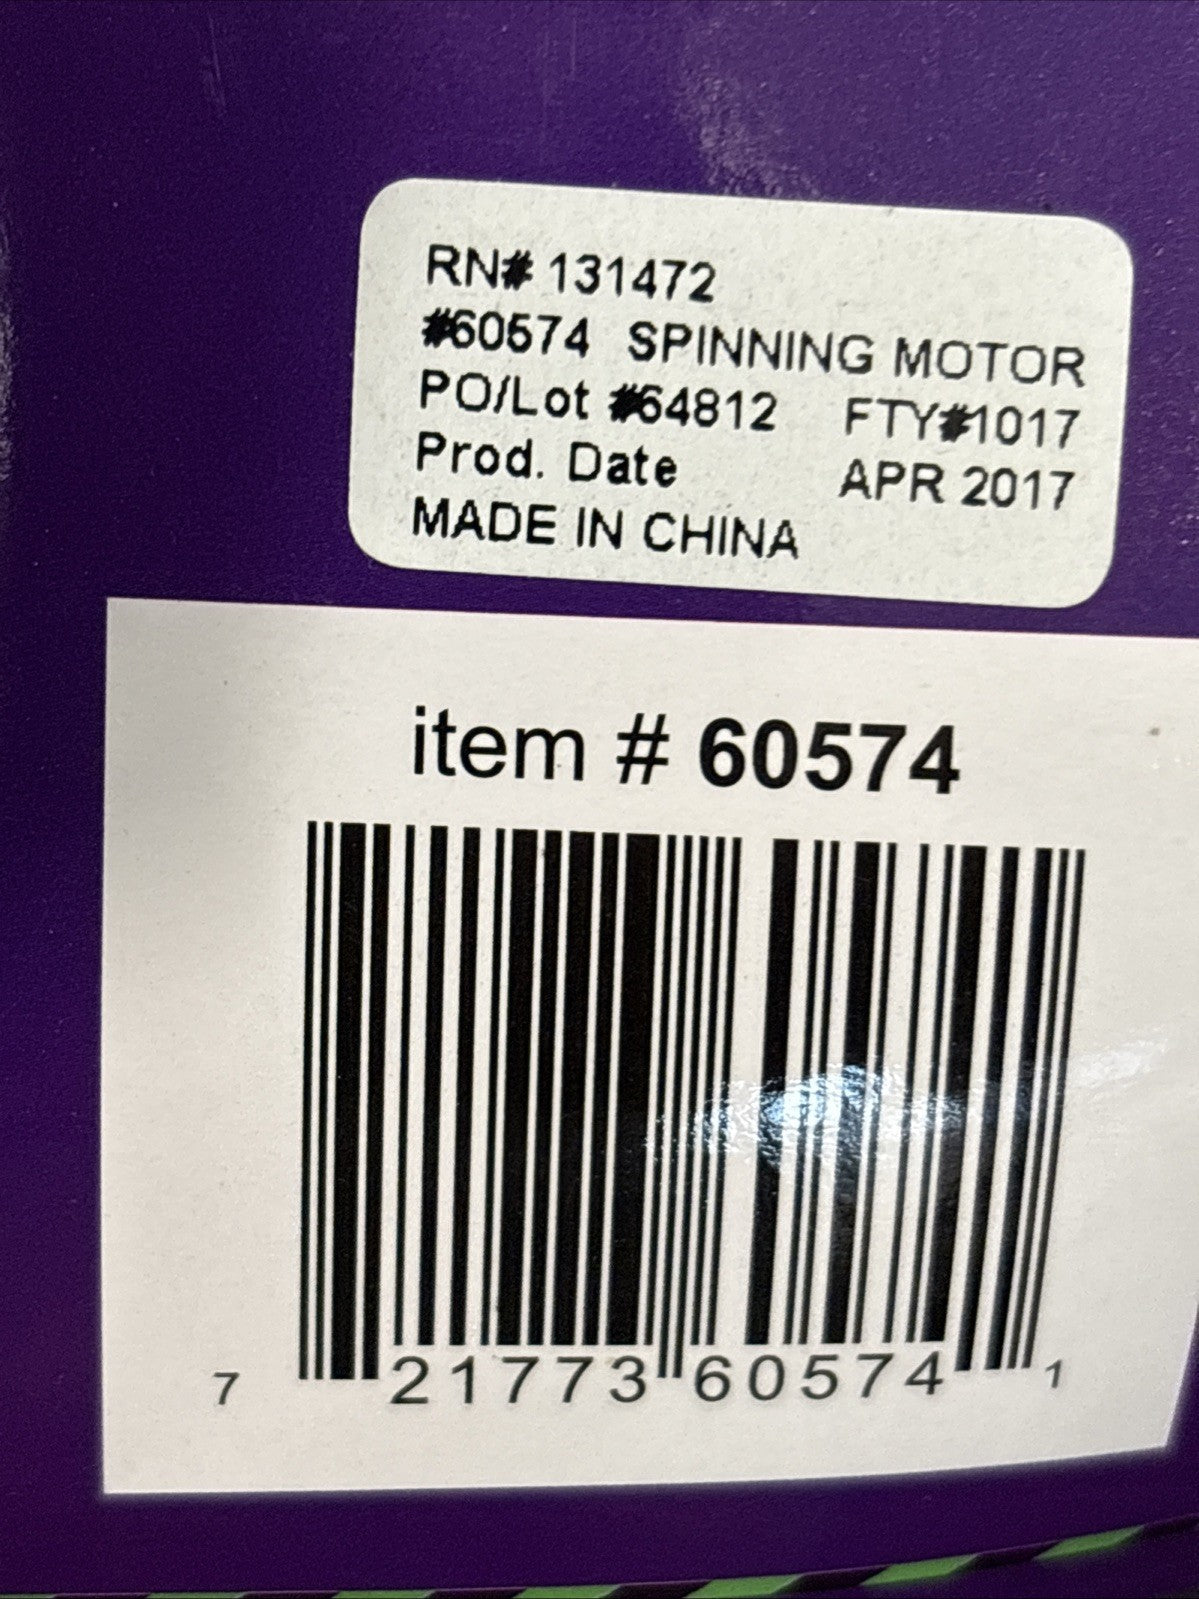 RN# 131472
#60574 SPINNING MOTOR
PO/Lot #64812 FTY#1017
Prod. Date APR 2017
MADE IN CHINA
item # 60574
7 21773 60574 1